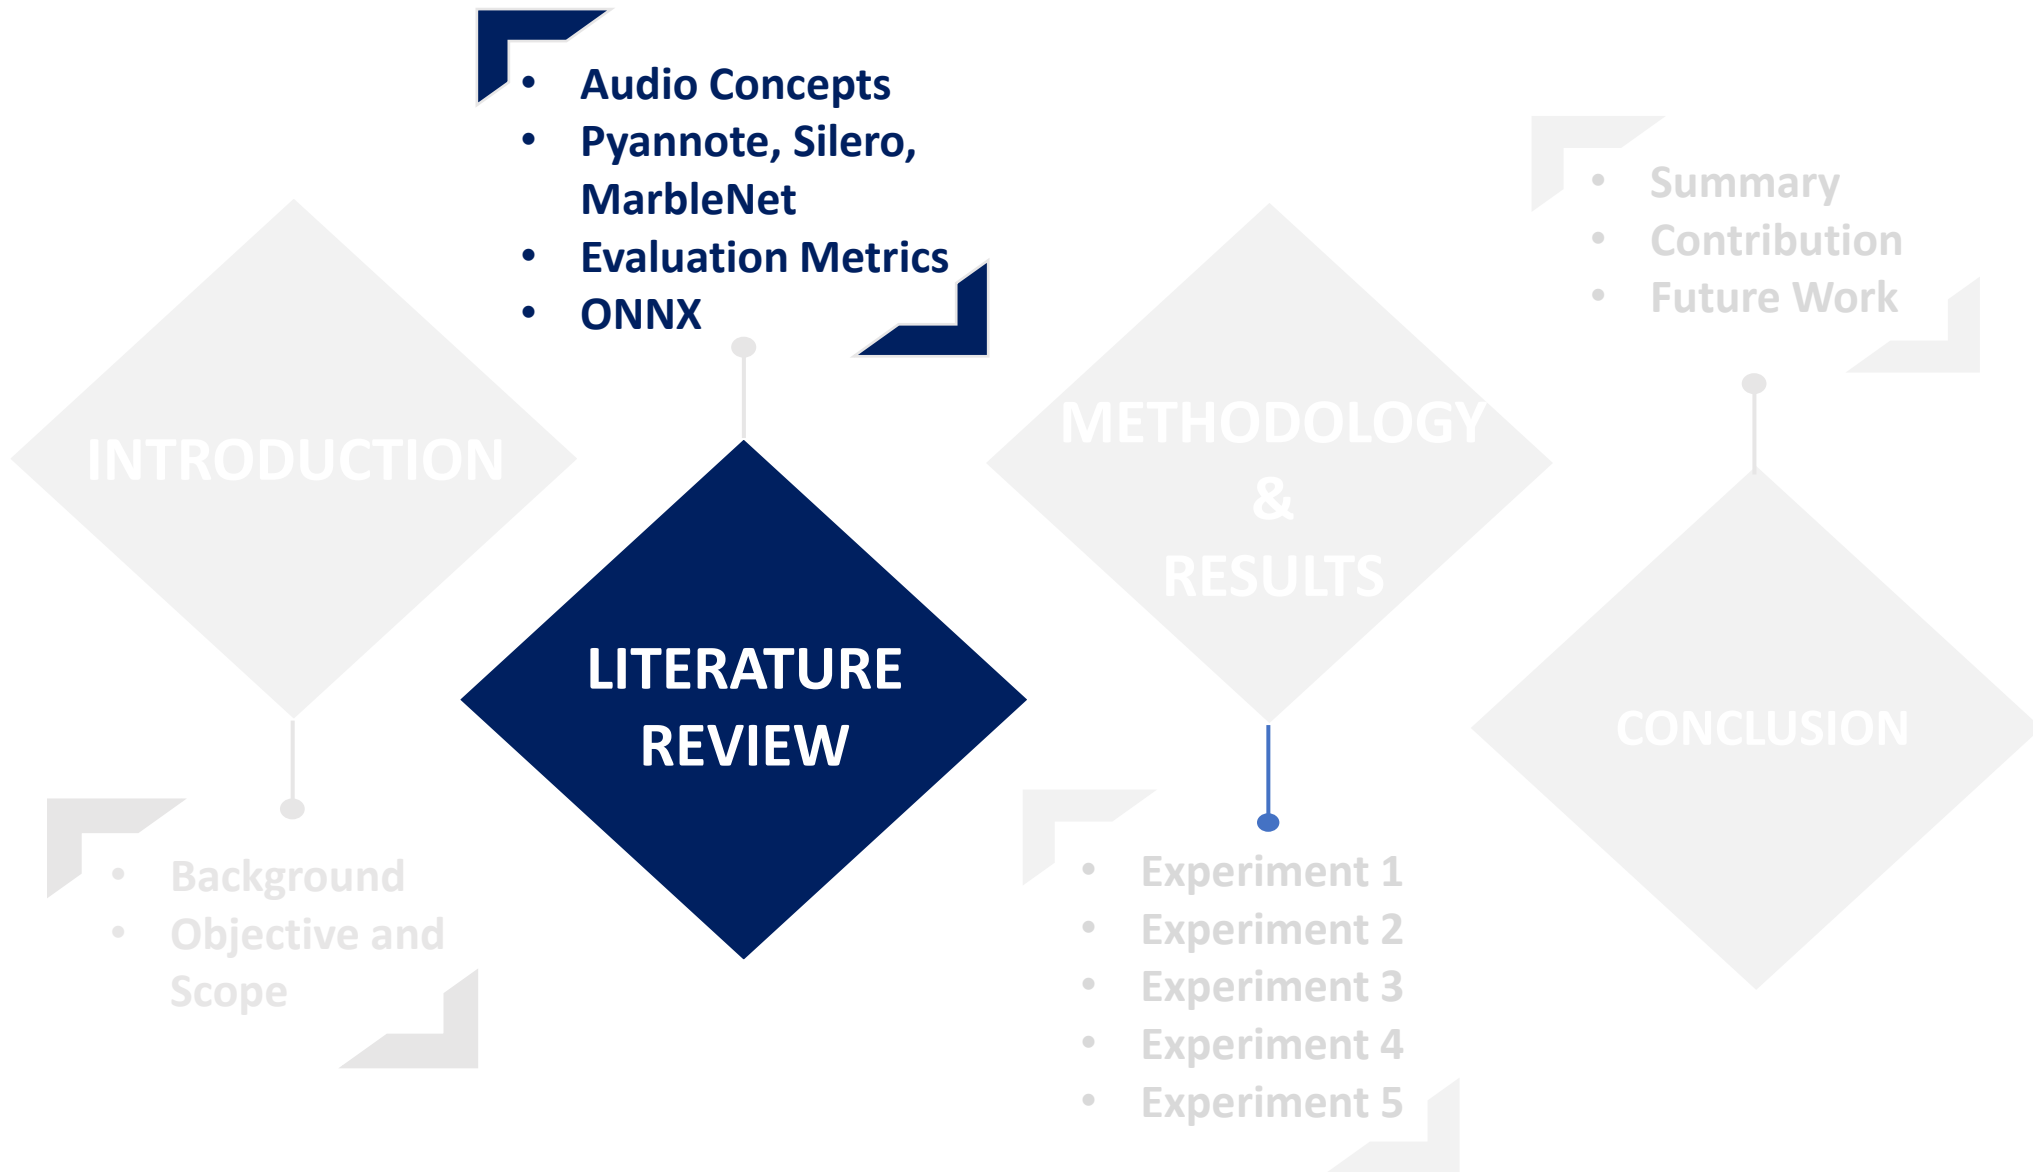 INTRODUCTION
• Background
• Objective and
Scope
• Audio Concepts
• Pyannote, Silero,
MarbleNet
• Evaluation Metrics
• ONNX
LITERATURE
REVIEW
METHODOLOGY
&
RESULTS
• Experiment 1
• Experiment 2
• Experiment 3
• Experiment 4
• Experiment 5
• Summary
• Contribution
• Future Work
CONCLUSION